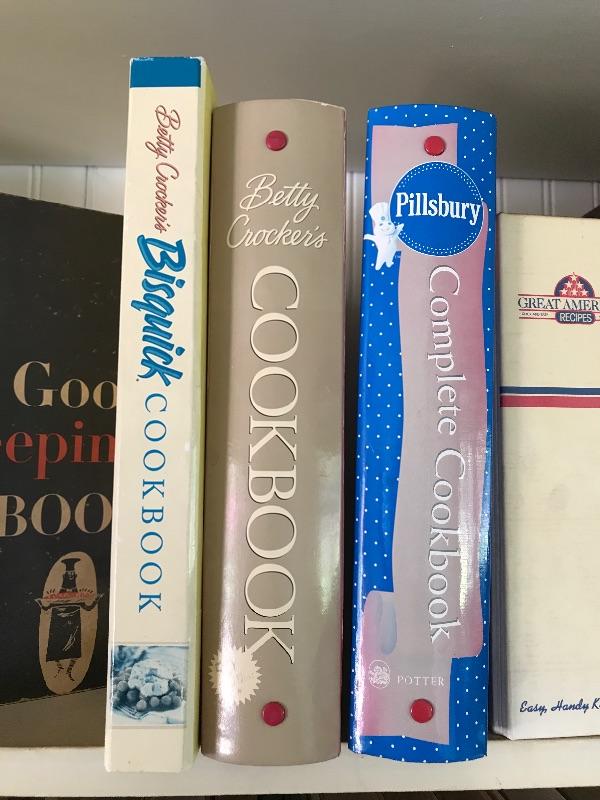 Goo
epin
BOO
Betty Crocker's
Bisquick
COOKBOOK
Betty
Crocker's
COOKBOOK
Pillsbury
Complete Cookbook
POTTER
GREAT AMER
RECIPES
Easy, Handy K